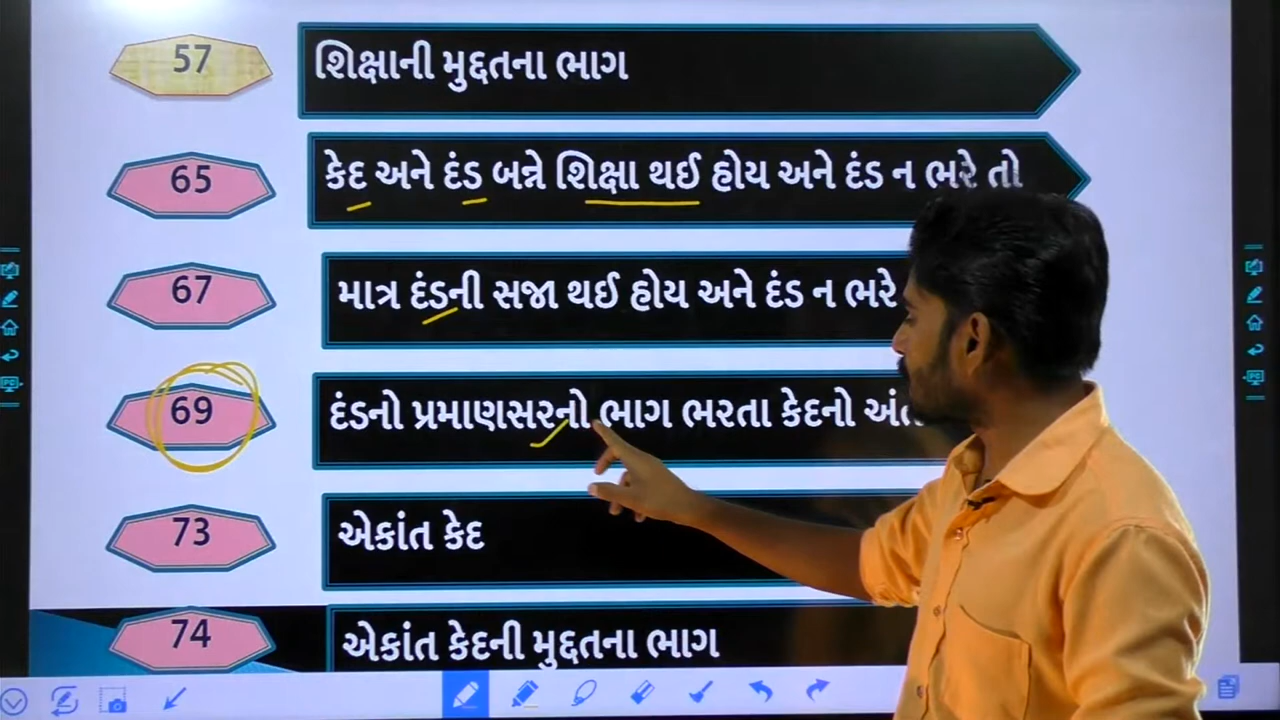 57
શિક્ષાની મુદ્દતના ભાગ
65
કેદ અને દંડ બન્ને શિક્ષા થઈ હોય અને દંડ ન ભરે તો
67
માત્ર દંડની સજા થઈ હોય અને દંડ ન ભરે
69
દંડનો પ્રમાણસરનો ભાગ ભરતા કેદનો
73
એકાંત કેદ
74
એકાંત કેદની મુદ્દતના ભાગ